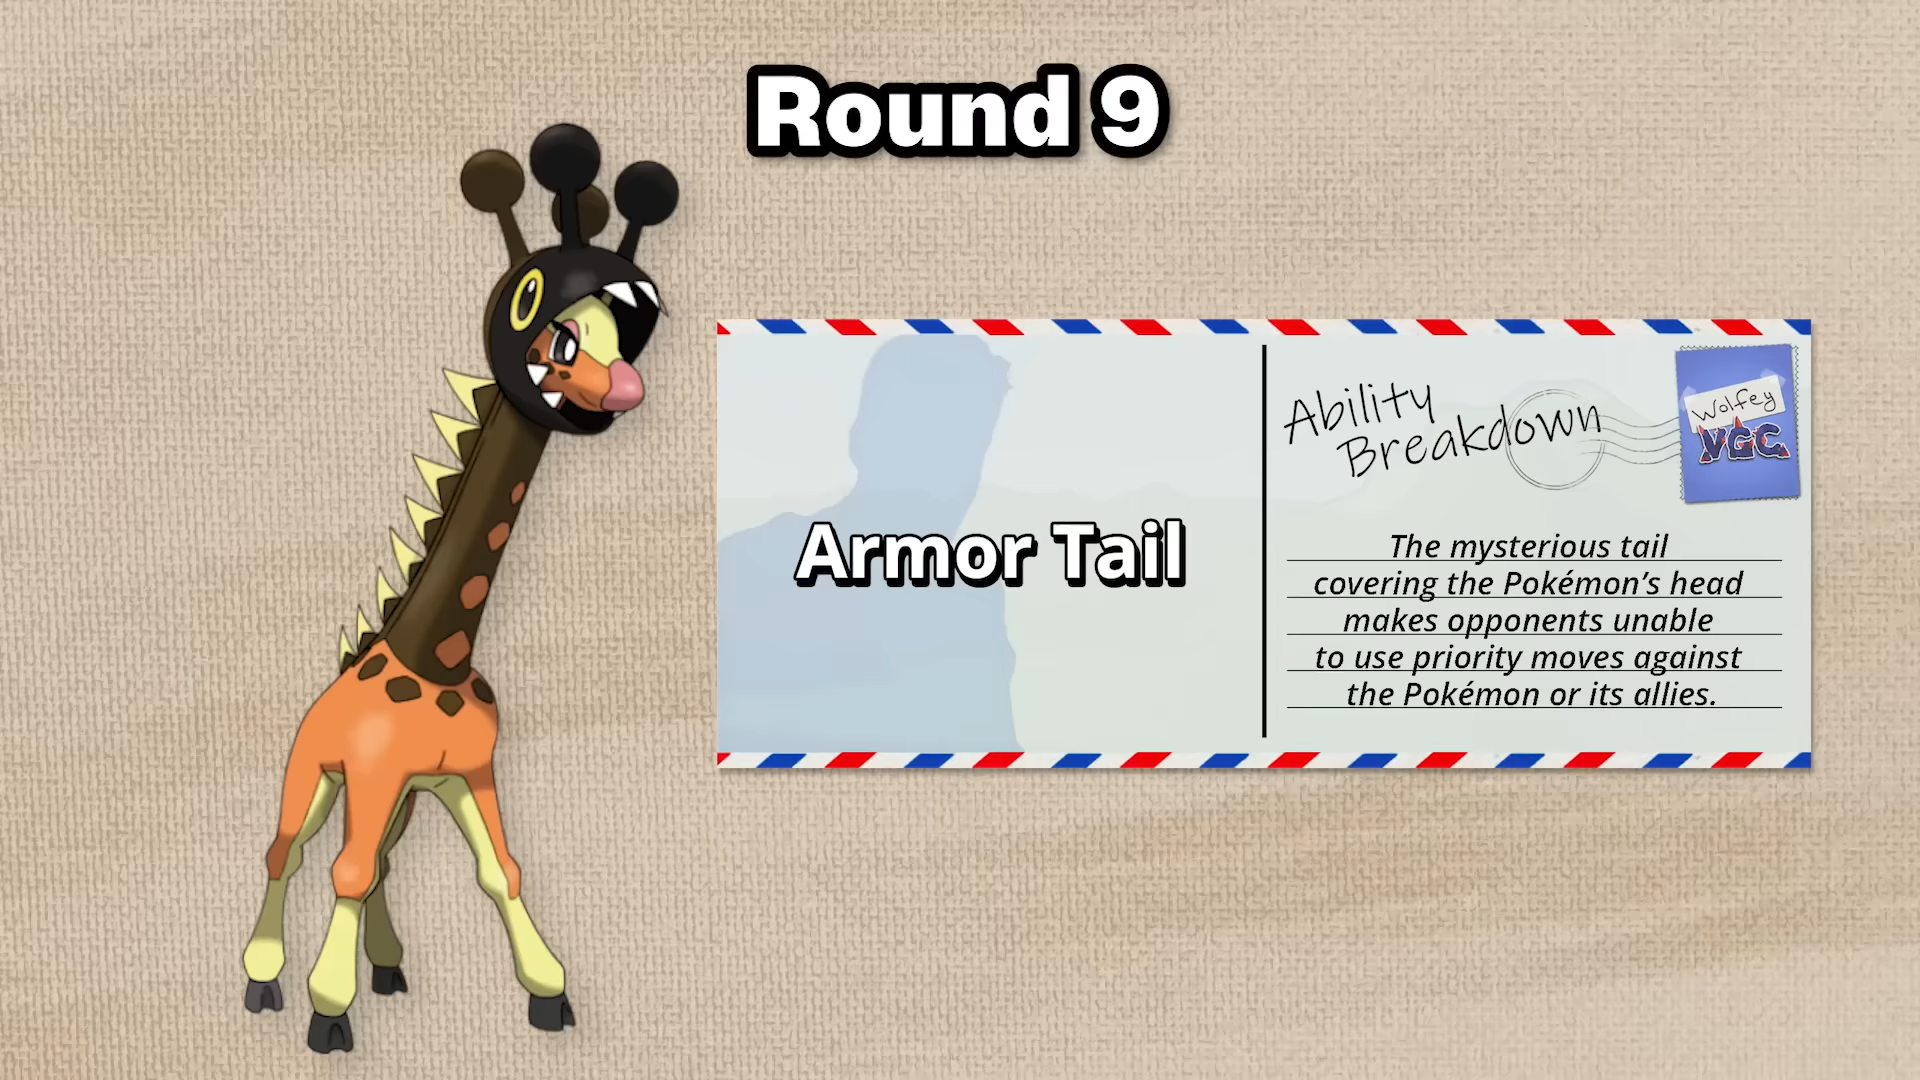 Round 9
Armor Tail
Ability
Breakdown
Wolfey
VGC
The mysterious tail
covering the Pokémon’s head
makes opponents unable
to use priority moves against
the Pokémon or its allies.